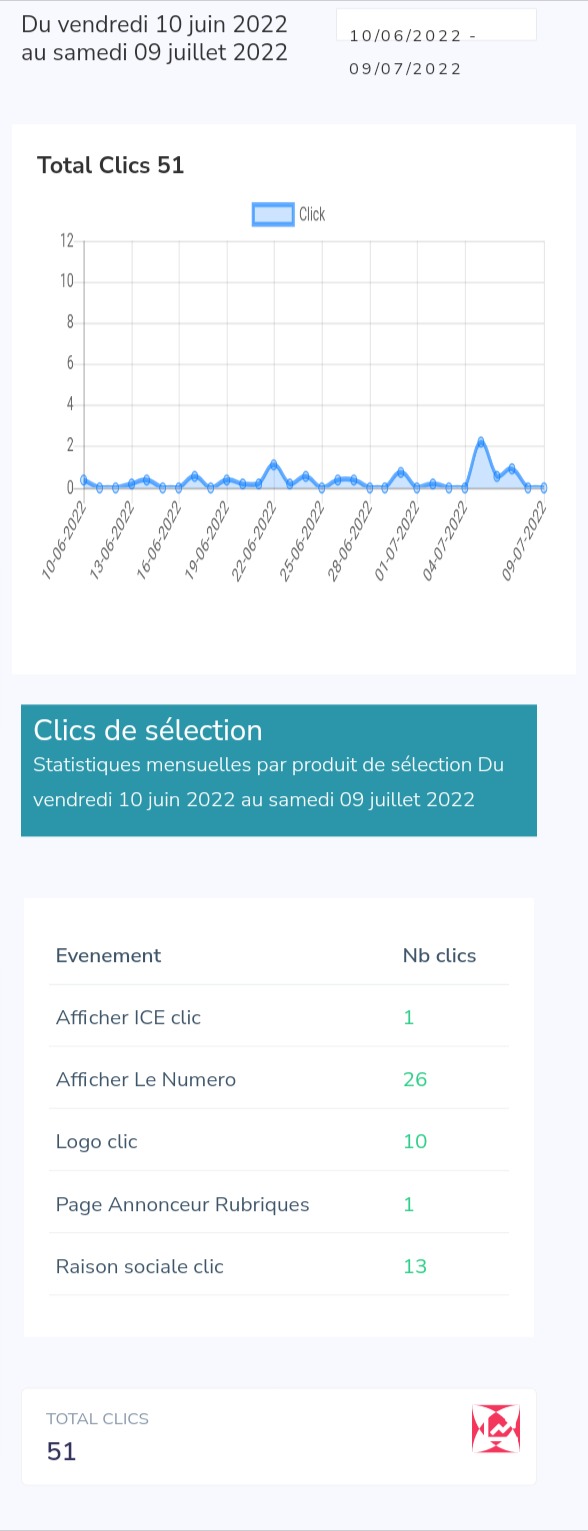 Du vendredi 10 juin 2022
au samedi 09 juillet 2022
10/06/2022 -
09/07/2022
Total Clics 51
Click
12
10
8
6
4
2
0
10-06-2022
13-06-2022
16-06-2022
19-06-2022
22-06-2022
25-06-2022
28-06-2022
01-07-2022
04-07-2022
09-07-2022
Clics de sélection
Statistiques mensuelles par produit de sélection Du
vendredi 10 juin 2022 au samedi 09 juillet 2022
Evenement Nb clics
Afficher ICE clic 1
Afficher Le Numero 26
Logo clic 10
Page Annonceur Rubriques 1
Raison sociale clic 13
TOTAL CLICS
51